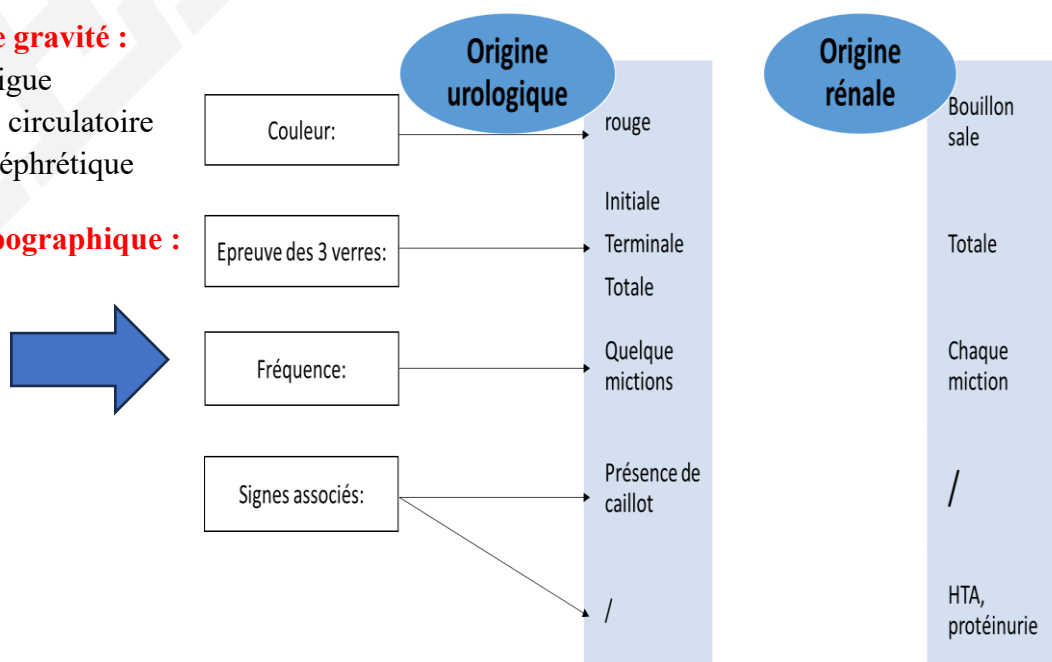 e gravité :
igue
circulatoire
éphrétique
pographique :
Origine
urologique
Origine
rénale
Couleur:
rouge
Bouillon
sale
Epreuve des 3 verres:
Initiale
Terminale
Totale
Totale
Fréquence:
Quelque
mictions
Chaque
miction
Signes associés:
Présence de
caillot
/
/
HTA,
protéinurie